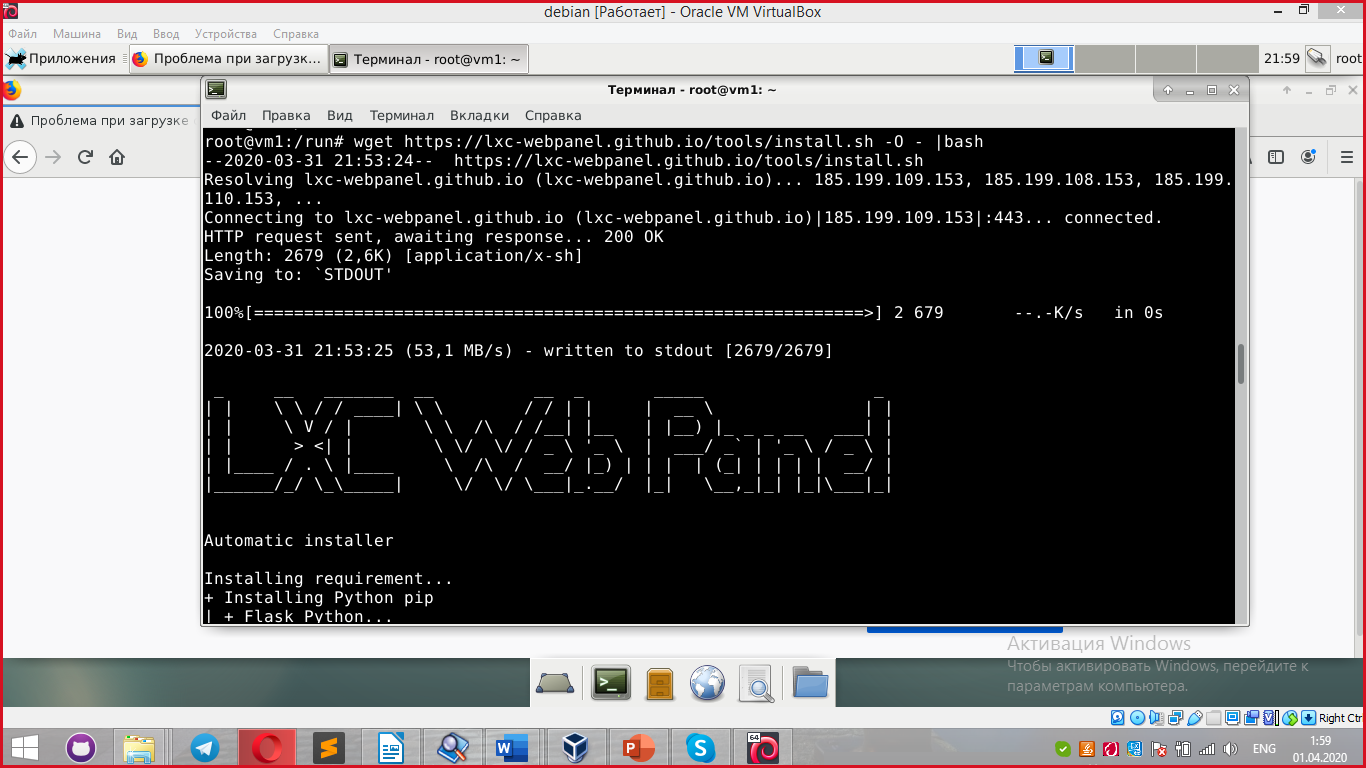 debian [Работает] - Oracle VM VirtualBox
Файл Машина Вид Ввод Устройства Справка
Приложения Проблема при загрузк... Терминал - root@vm1: ~ 21:59 root
Терминал - root@vm1: ~
Проблема при загрузке
Файл Правка Вид Терминал Вкладки Справка
root@vm1:/run# wget https://lxc-webpanel.github.io/tools/install.sh -O - |bash
--2020-03-31 21:53:24-- https://lxc-webpanel.github.io/tools/install.sh
Resolving lxc-webpanel.github.io (lxc-webpanel.github.io)... 185.199.109.153, 185.199.108.153, 185.199.
110.153, ...
Connecting to lxc-webpanel.github.io (lxc-webpanel.github.io)|185.199.109.153|:443... connected.
HTTP request sent, awaiting response... 200 OK
Length: 2679 (2,6K) [application/x-sh]
Saving to: `STDOUT'
100%[=============================================================>] 2 679 --.-K/s in 0s
2020-03-31 21:53:25 (53,1 MB/s) - written to stdout [2679/2679]
LXC Web Panel
Automatic installer
Installing requirement...
+ Installing Python pip
| + Flask Python...
Активация Windows
Чтобы активировать Windows, перейдите к
параметрам компьютера.
Right Ctrl
64
ENG 1:59
01.04.2020